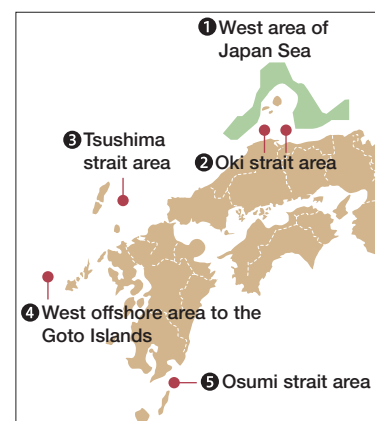 ❶West area of
Japan Sea
❸Tsushima
strait area
❷Oki strait area
❹West offshore area to the
Goto Islands
❺Osumi strait area